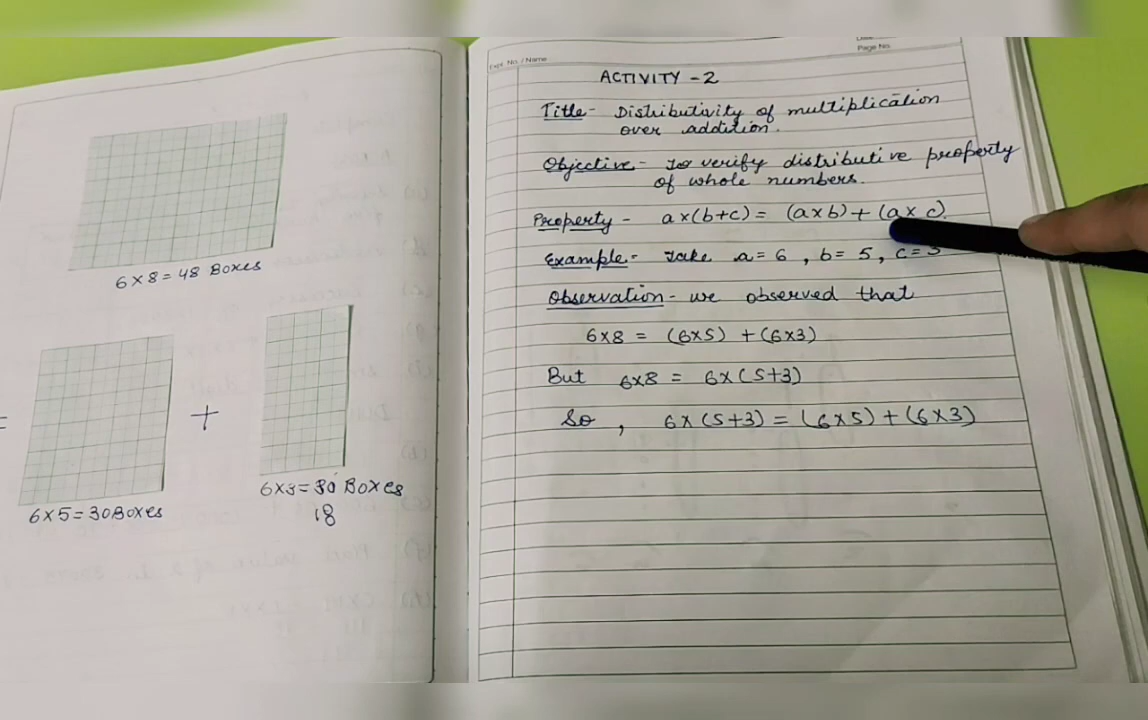 6×8=48 Boxes
=
+
6×5=30Boxes
6×3=30 Boxes
18
Expt. No. / Name
Page No.
ACTIVITY - 2
Title - Distributivity of multiplication
over addition.
Objective - To verify distributive property
of whole numbers.
Property - a×(b+c) = (a×b) + (a×c).
Example - Take a=6, b=5, c=3
Observation - we observed that
6×8 = (6×5) + (6×3)
But 6×8 = 6×(5+3)
So, 6×(5+3) = (6×5) + (6×3)